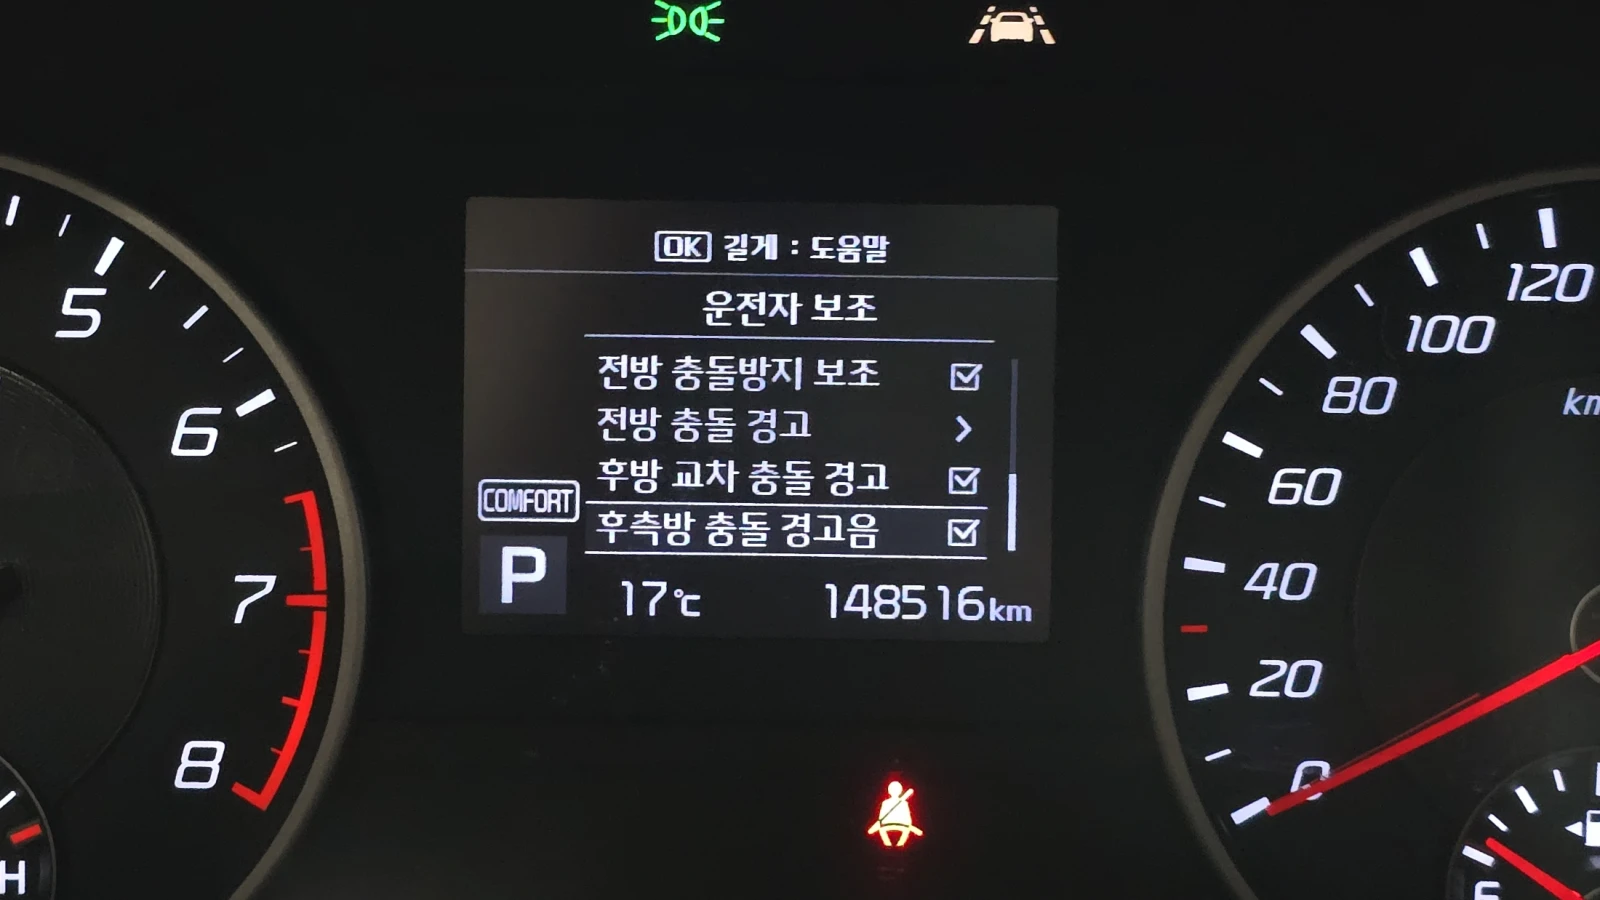 OK 길게 : 도움말
운전자 보조
전방 충돌방지 보조
전방 충돌 경고
후방 교차 충돌 경고
후측방 충돌 경고음
COMFORT
P
17℃ 148516km
5
6
7
8
H
120
100
80
60
40
20
0
km